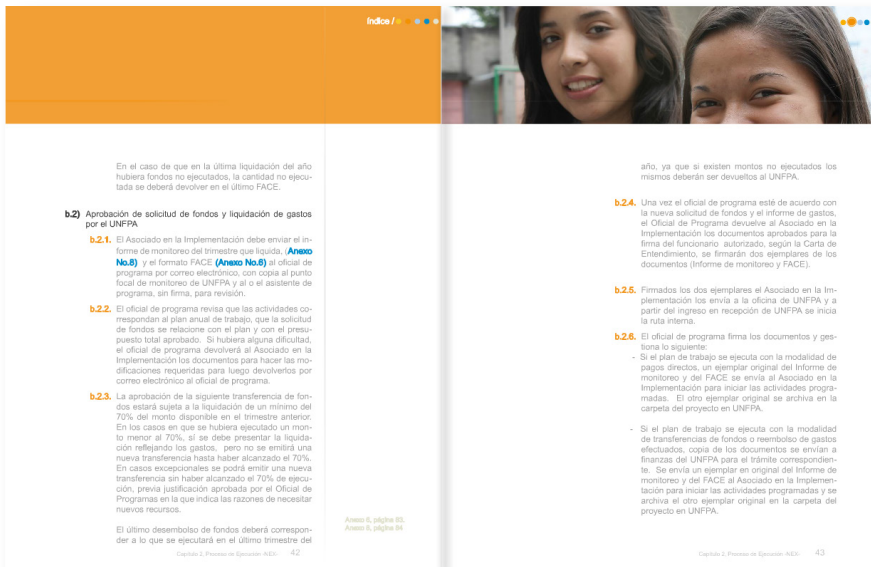 índice /
En el caso de que en la última liquidación del año
hubiera fondos no ejecutados, la cantidad no ejecu-
tada se deberá devolver en el último FACE.
b.2) Aprobación de solicitud de fondos y liquidación de gastos
por el UNFPA
b.2.1. El Asociado en la Implementación debe enviar el in-
forme de monitoreo del trimestre que liquida, (Anexo
No.8) y el formato FACE (Anexo No.6) al oficial de
programa por correo electrónico, con copia al punto
focal de monitoreo de UNFPA y al o el asistente de
programa, sin firma, para revisión.
b.2.2. El oficial de programa revisa que las actividades co-
rrespondan al plan anual de trabajo, que la solicitud
de fondos se relacione con el plan y con el presu-
puesto total aprobado. Si hubiera alguna dificultad,
el oficial de programa devolverá al Asociado en la
Implementación los documentos para hacer las mo-
dificaciones requeridas para luego devolverlos por
correo electrónico al oficial de programa.
b.2.3. La aprobación de la siguiente transferencia de fon-
dos estará sujeta a la liquidación de un mínimo del
70% del monto disponible en el trimestre anterior.
En los casos en que se hubiera ejecutado un mon-
to menor al 70%, sí se debe presentar la liquida-
ción reflejando los gastos, pero no se emitirá una
nueva transferencia hasta haber alcanzado el 70%.
En casos excepcionales se podrá emitir una nueva
transferencia sin haber alcanzado el 70% de ejecu-
ción, previa justificación aprobada por el Oficial de
Programas en la que indica las razones de necesitar
nuevos recursos.
El último desembolso de fondos deberá correspon-
der a lo que se ejecutará en el último trimestre del
Anexo 8, página 83.
Anexo 6, página 84
Capítulo 2. Proceso de Ejecución -NEX- 42
año, ya que si existen montos no ejecutados los
mismos deberán ser devueltos al UNFPA.
b.2.4. Una vez el oficial de programa esté de acuerdo con
la nueva solicitud de fondos y el informe de gastos,
el Oficial de Programa devuelve al Asociado en la
Implementación los documentos aprobados para la
firma del funcionario autorizado, según la Carta de
Entendimiento, se firmarán dos ejemplares de los
documentos (Informe de monitoreo y FACE).
b.2.5. Firmados los dos ejemplares el Asociado en la Im-
plementación los envía a la oficina de UNFPA y a
partir del ingreso en recepción de UNFPA se inicia
la ruta interna.
b.2.6. El oficial de programa firma los documentos y ges-
tiona lo siguiente:
- Si el plan de trabajo se ejecuta con la modalidad de
pagos directos, un ejemplar original del Informe de
monitoreo y del FACE se envía al Asociado en la
Implementación para iniciar las actividades progra-
madas. El otro ejemplar original se archiva en la
carpeta del proyecto en UNFPA.
- Si el plan de trabajo se ejecuta con la modalidad
de transferencias de fondos o reembolso de gastos
efectuados, copia de los documentos se envían a
finanzas del UNFPA para el trámite correspondien-
te. Se envía un ejemplar en original del Informe de
monitoreo y del FACE al Asociado en la Implemen-
tación para iniciar las actividades programadas y se
archiva el otro ejemplar original en la carpeta del
proyecto en UNFPA.
Capítulo 2. Proceso de Ejecución -NEX- 43